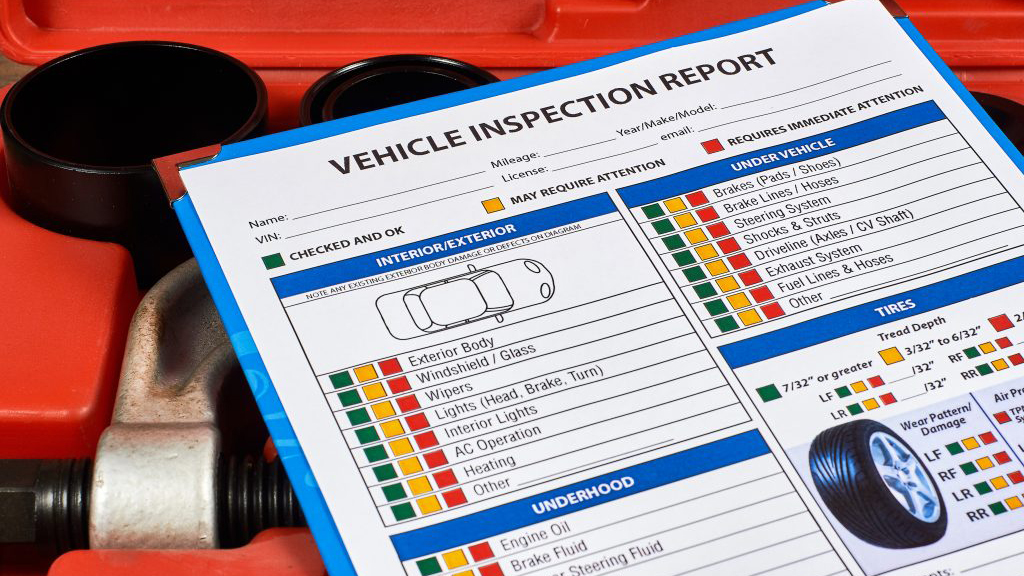 VEHICLE INSPECTION REPORT
Name: Mileage: Year/Make/Model:
VIN: License: email:
CHECKED AND OK MAY REQUIRE ATTENTION REQUIRES IMMEDIATE ATTENTION
INTERIOR/EXTERIOR
NOTE ANY EXISTING EXTERIOR BODY DAMAGE OR DEFECTS ON DIAGRAM
Exterior Body
Windshield / Glass
Wipers
Lights (Head, Brake, Turn)
Interior Lights
AC Operation
Heating
Other
UNDERHOOD
Engine Oil
Brake Fluid
Steering Fluid
UNDER VEHICLE
Brakes (Pads / Shoes)
Brake Lines / Hoses
Steering System
Shocks & Struts
Driveline (Axles / CV Shaft)
Exhaust System
Fuel Lines & Hoses
Other
TIRES
Tread Depth
7/32" or greater 3/32" to 6/32"
LF /32" RF
LR /32" RR
Wear Pattern/
Damage
LF
RF
LR
RR
Air